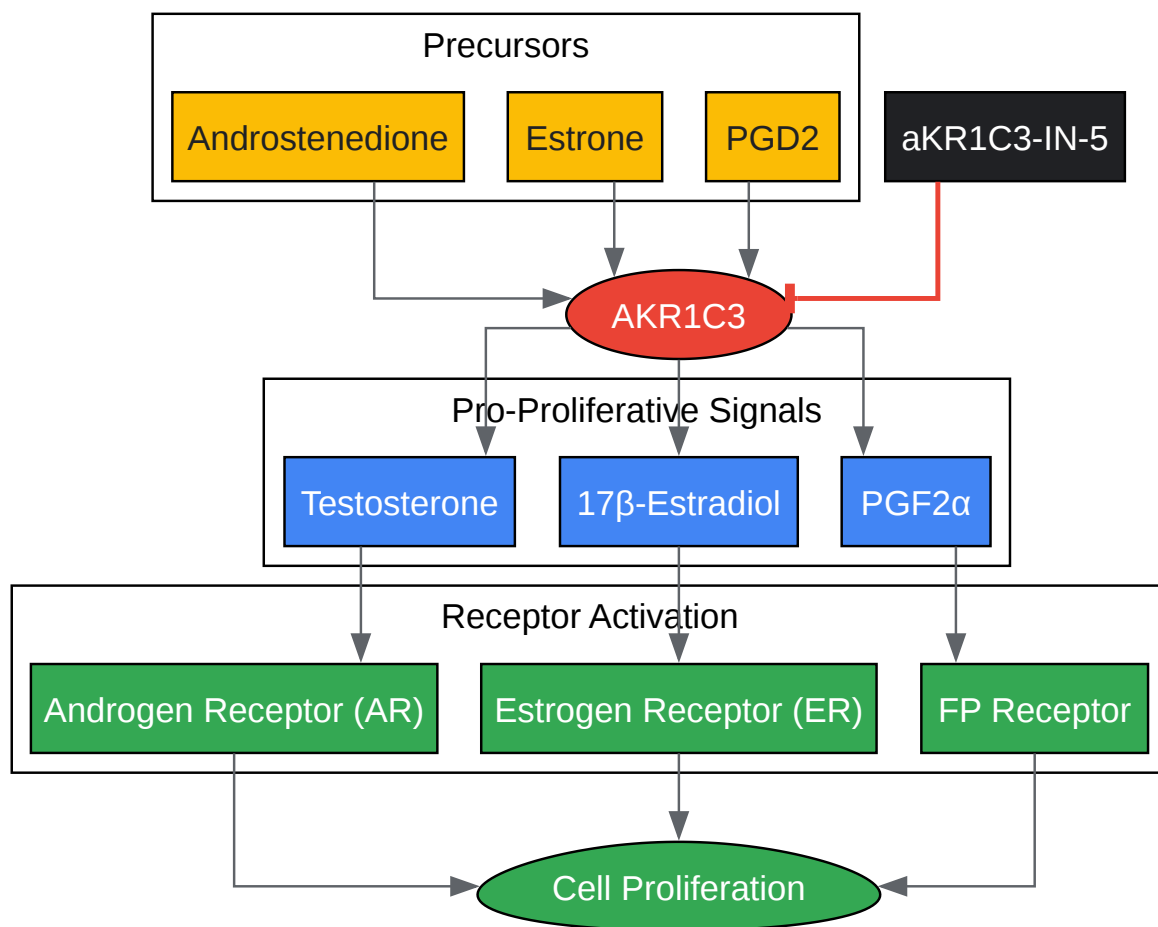 Precursors
Androstenedione
Estrone
PGD2
aKR1C3-IN-5
AKR1C3
Pro-Proliferative Signals
Testosterone
17β-Estradiol
PGF2α
Receptor Activation
Androgen Receptor (AR)
Estrogen Receptor (ER)
FP Receptor
Cell Proliferation